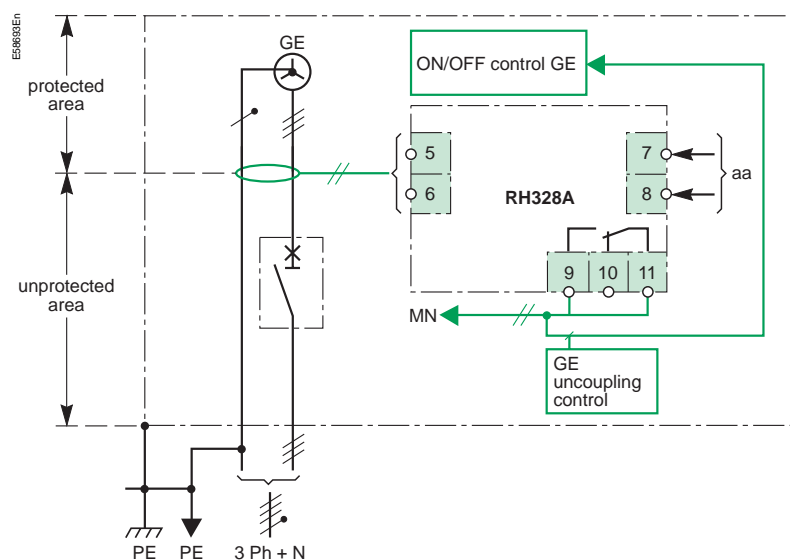 E58693En
GE
ON/OFF control GE
protected
area
5
7
aa
6
8
RH328A
unprotected
area
9 10 11
MN
GE
uncoupling
control
PE PE 3 Ph + N